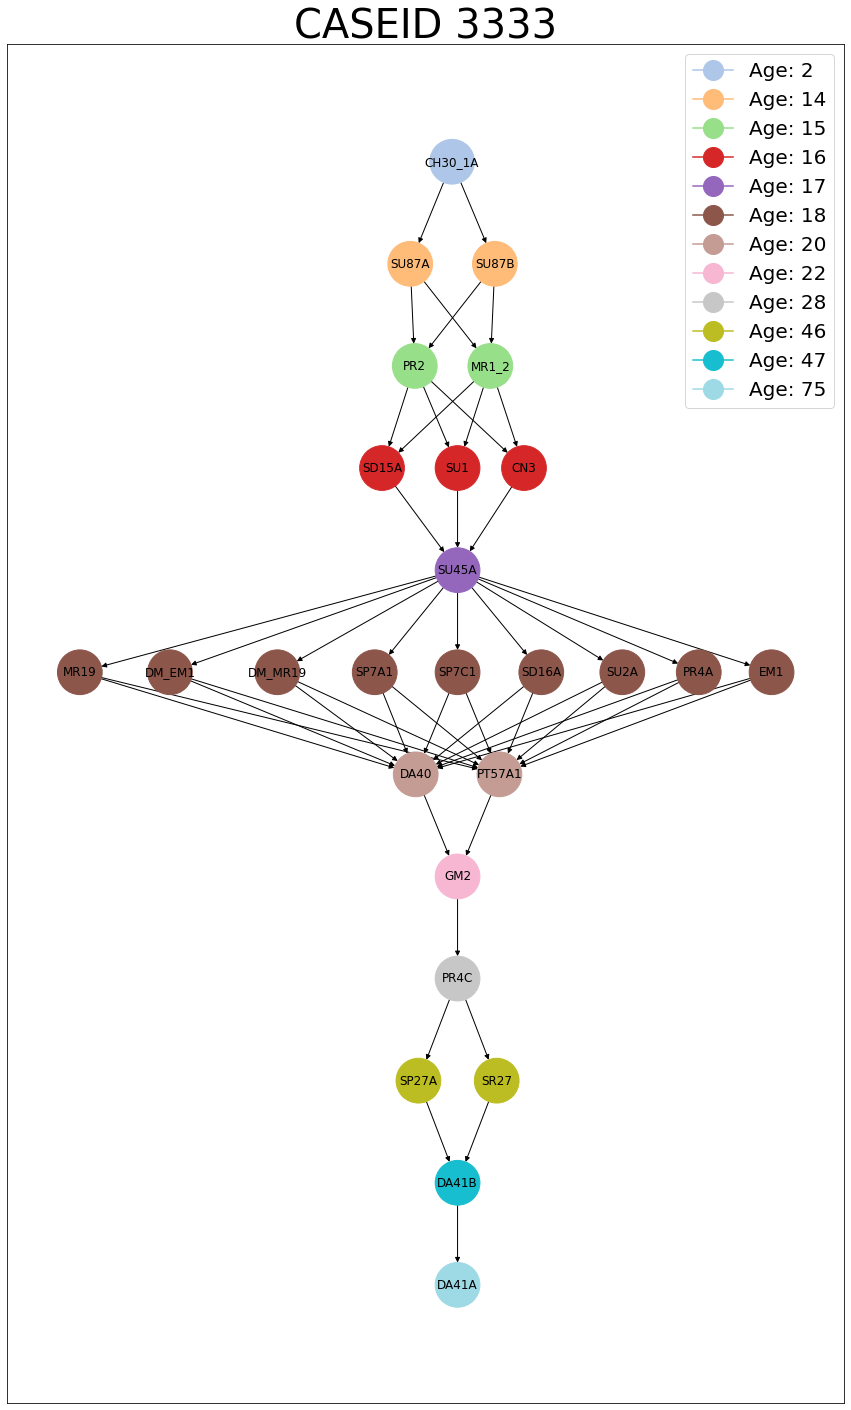 CASEID 3333
Age: 2
Age: 14
Age: 15
Age: 16
Age: 17
Age: 18
Age: 20
Age: 22
Age: 28
Age: 46
Age: 47
Age: 75
CH30_1A
SU87A SU87B
PR2 MR1_2
SD15A SU1 CN3
SU45A
MR19 DM_EM1 DM_MR19 SP7A1 SP7C1 SD16A SU2A PR4A EM1
DA40 PT57A1
GM2
PR4C
SP27A SR27
DA41B
DA41A